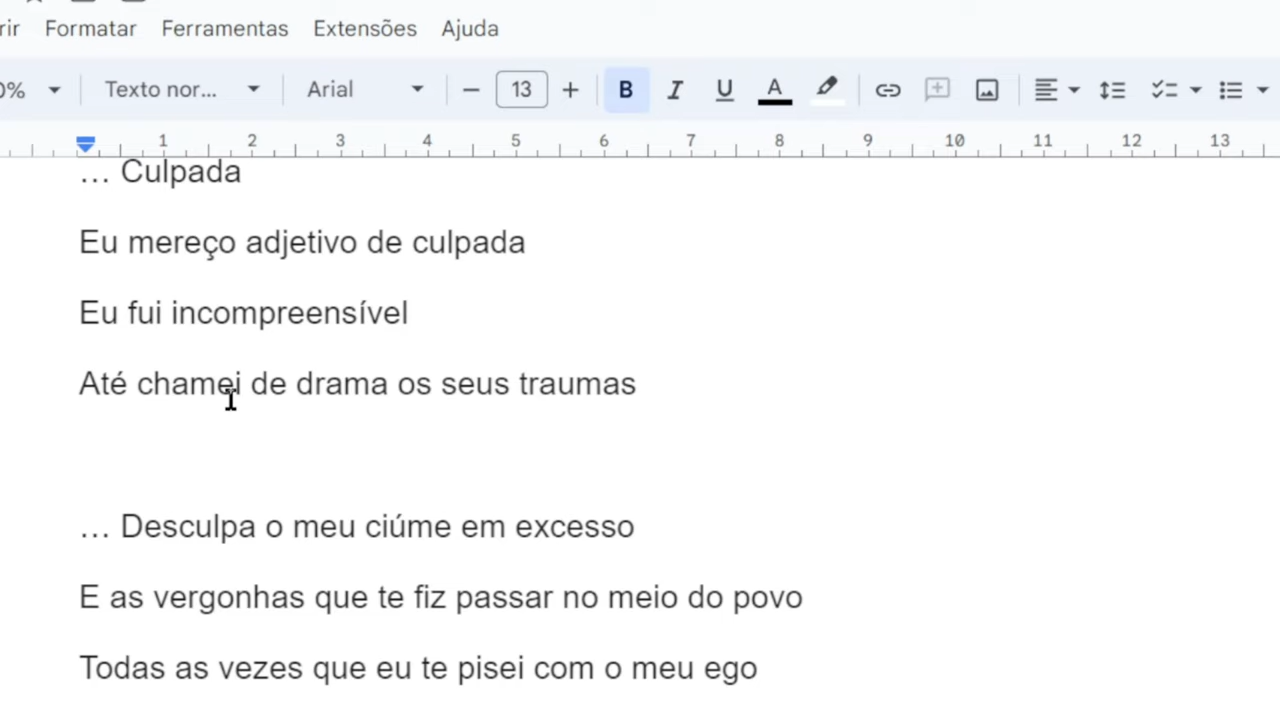 rir Formatar Ferramentas Extensões Ajuda
0% Texto nor... Arial 13 B I U A
1 2 3 4 5 6 7 8 9 10 11 12 13
... Culpada
Eu mereço adjetivo de culpada
Eu fui incompreensível
Até chamei de drama os seus traumas
... Desculpa o meu ciúme em excesso
E as vergonhas que te fiz passar no meio do povo
Todas as vezes que eu te pisei com o meu ego